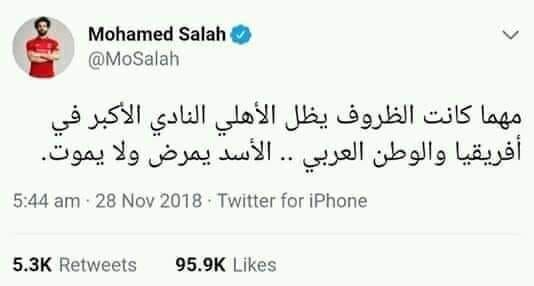 Mohamed Salah
@MoSalah
مهما كانت الظروف يظل الأهلي النادي الأكبر في
أفريقيا والوطن العربي .. الأسد يمرض ولا يموت.
5:44 am · 28 Nov 2018 · Twitter for iPhone
5.3K Retweets 95.9K Likes